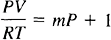 PV/RT = mP + 1